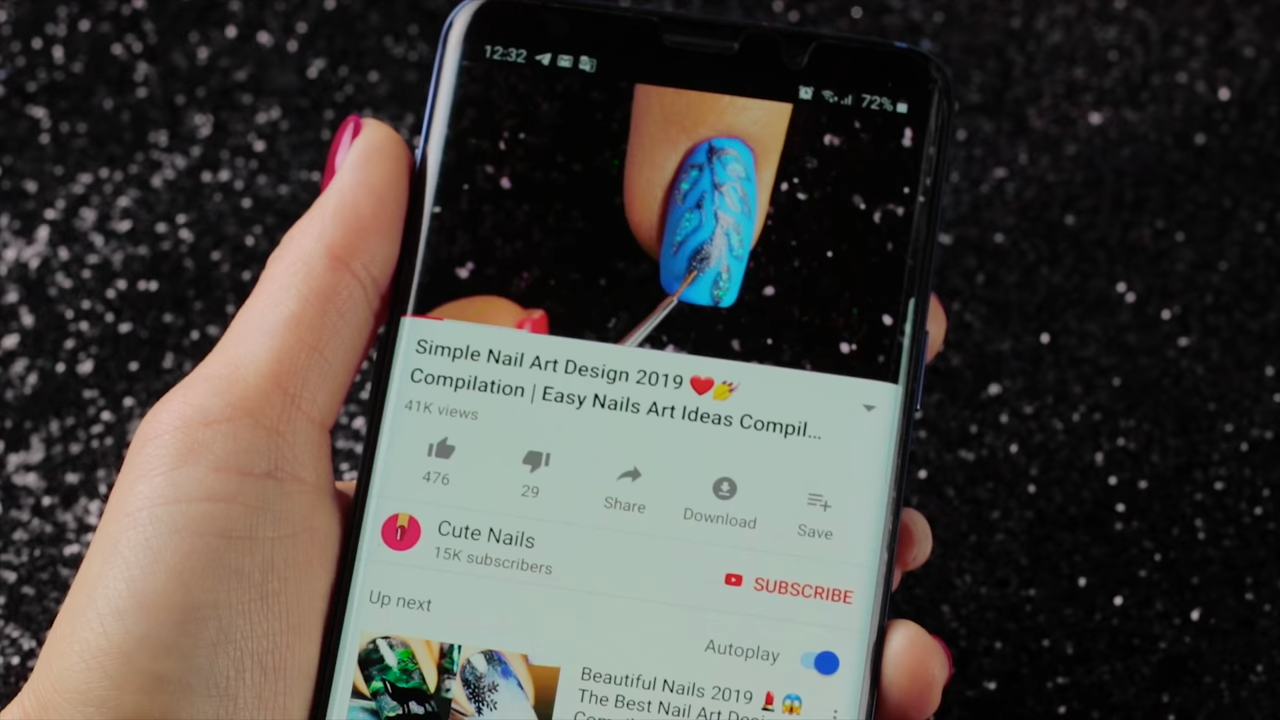 12:32
72%
Simple Nail Art Design 2019 ❤️💅
Compilation | Easy Nails Art Ideas Compil...
41K views
476
29
Share
Download
Save
Cute Nails
15K subscribers
SUBSCRIBE
Up next
Autoplay
Beautiful Nails 2019 💄😱
The Best Nail Art Desi